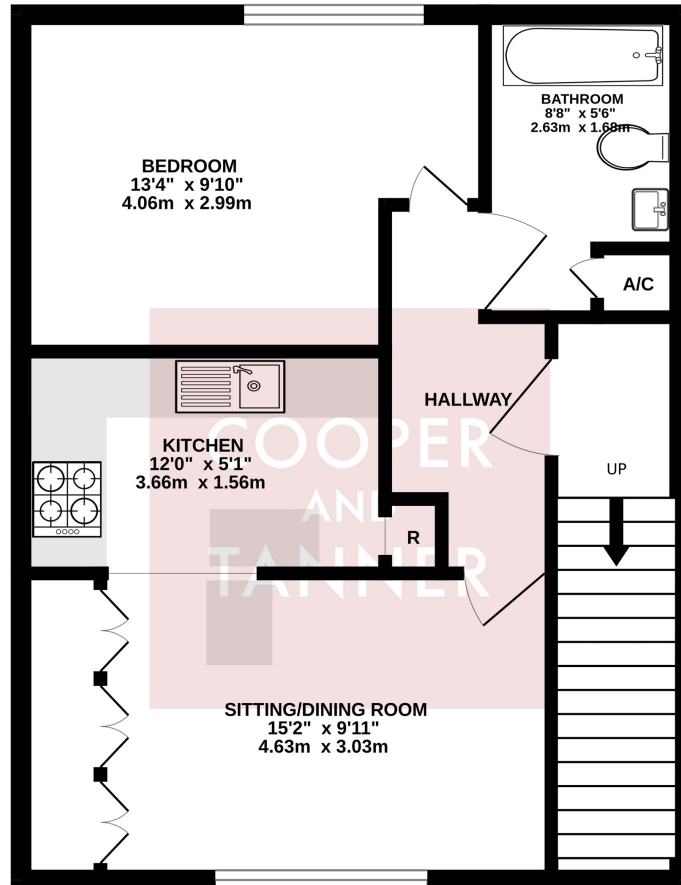 BATHROOM
8'8" x 5'6"
2.63m x 1.68m
BEDROOM
13'4" x 9'10"
4.06m x 2.99m
A/C
HALLWAY
COOPER
AND
TANNER
KITCHEN
12'0" x 5'1"
3.66m x 1.56m
UP
R
SITTING/DINING ROOM
15'2" x 9'11"
4.63m x 3.03m